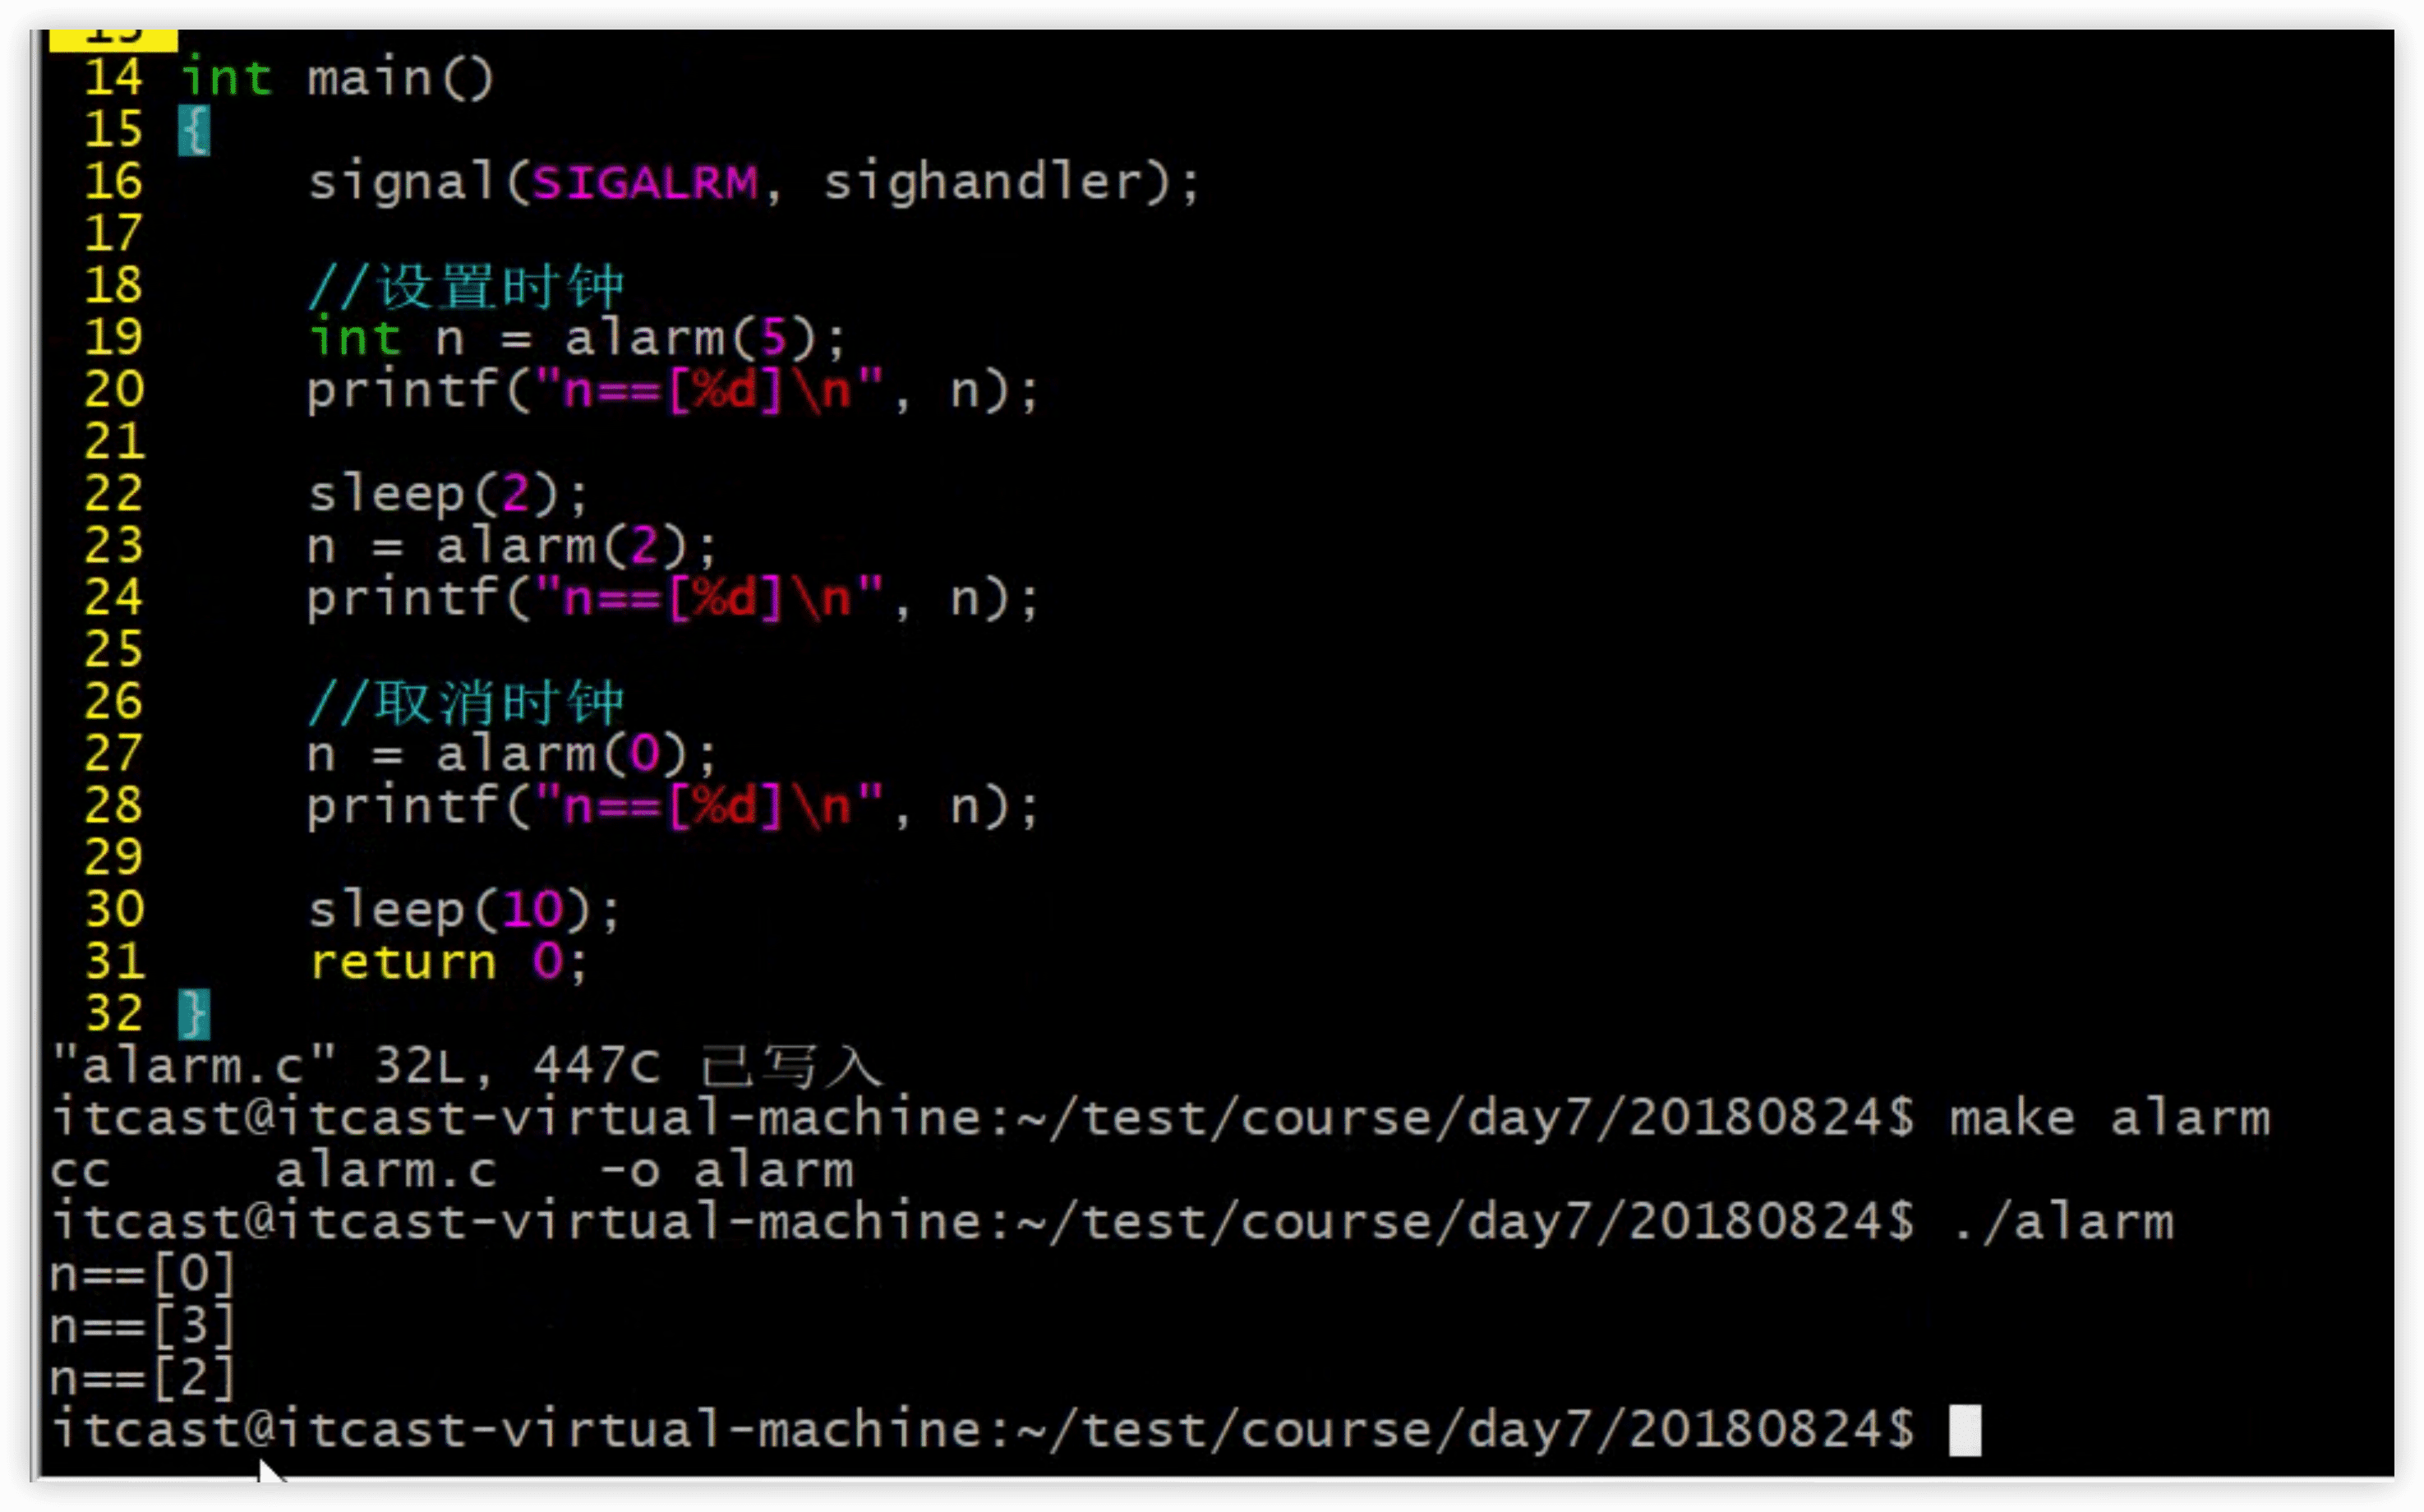 14 int main()
15 {
16     signal(SIGALRM, sighandler);
17
18     //设置时钟
19     int n = alarm(5);
20     printf("n==[%d]\n", n);
21
22     sleep(2);
23     n = alarm(2);
24     printf("n==[%d]\n", n);
25
26     //取消时钟
27     n = alarm(0);
28     printf("n==[%d]\n", n);
29
30     sleep(10);
31     return 0;
32 }
"alarm.c" 32L, 447C 已写入
itcast@itcast-virtual-machine:~/test/course/day7/20180824$ make alarm
cc     alarm.c   -o alarm
itcast@itcast-virtual-machine:~/test/course/day7/20180824$ ./alarm
n==[0]
n==[3]
n==[2]
itcast@itcast-virtual-machine:~/test/course/day7/20180824$